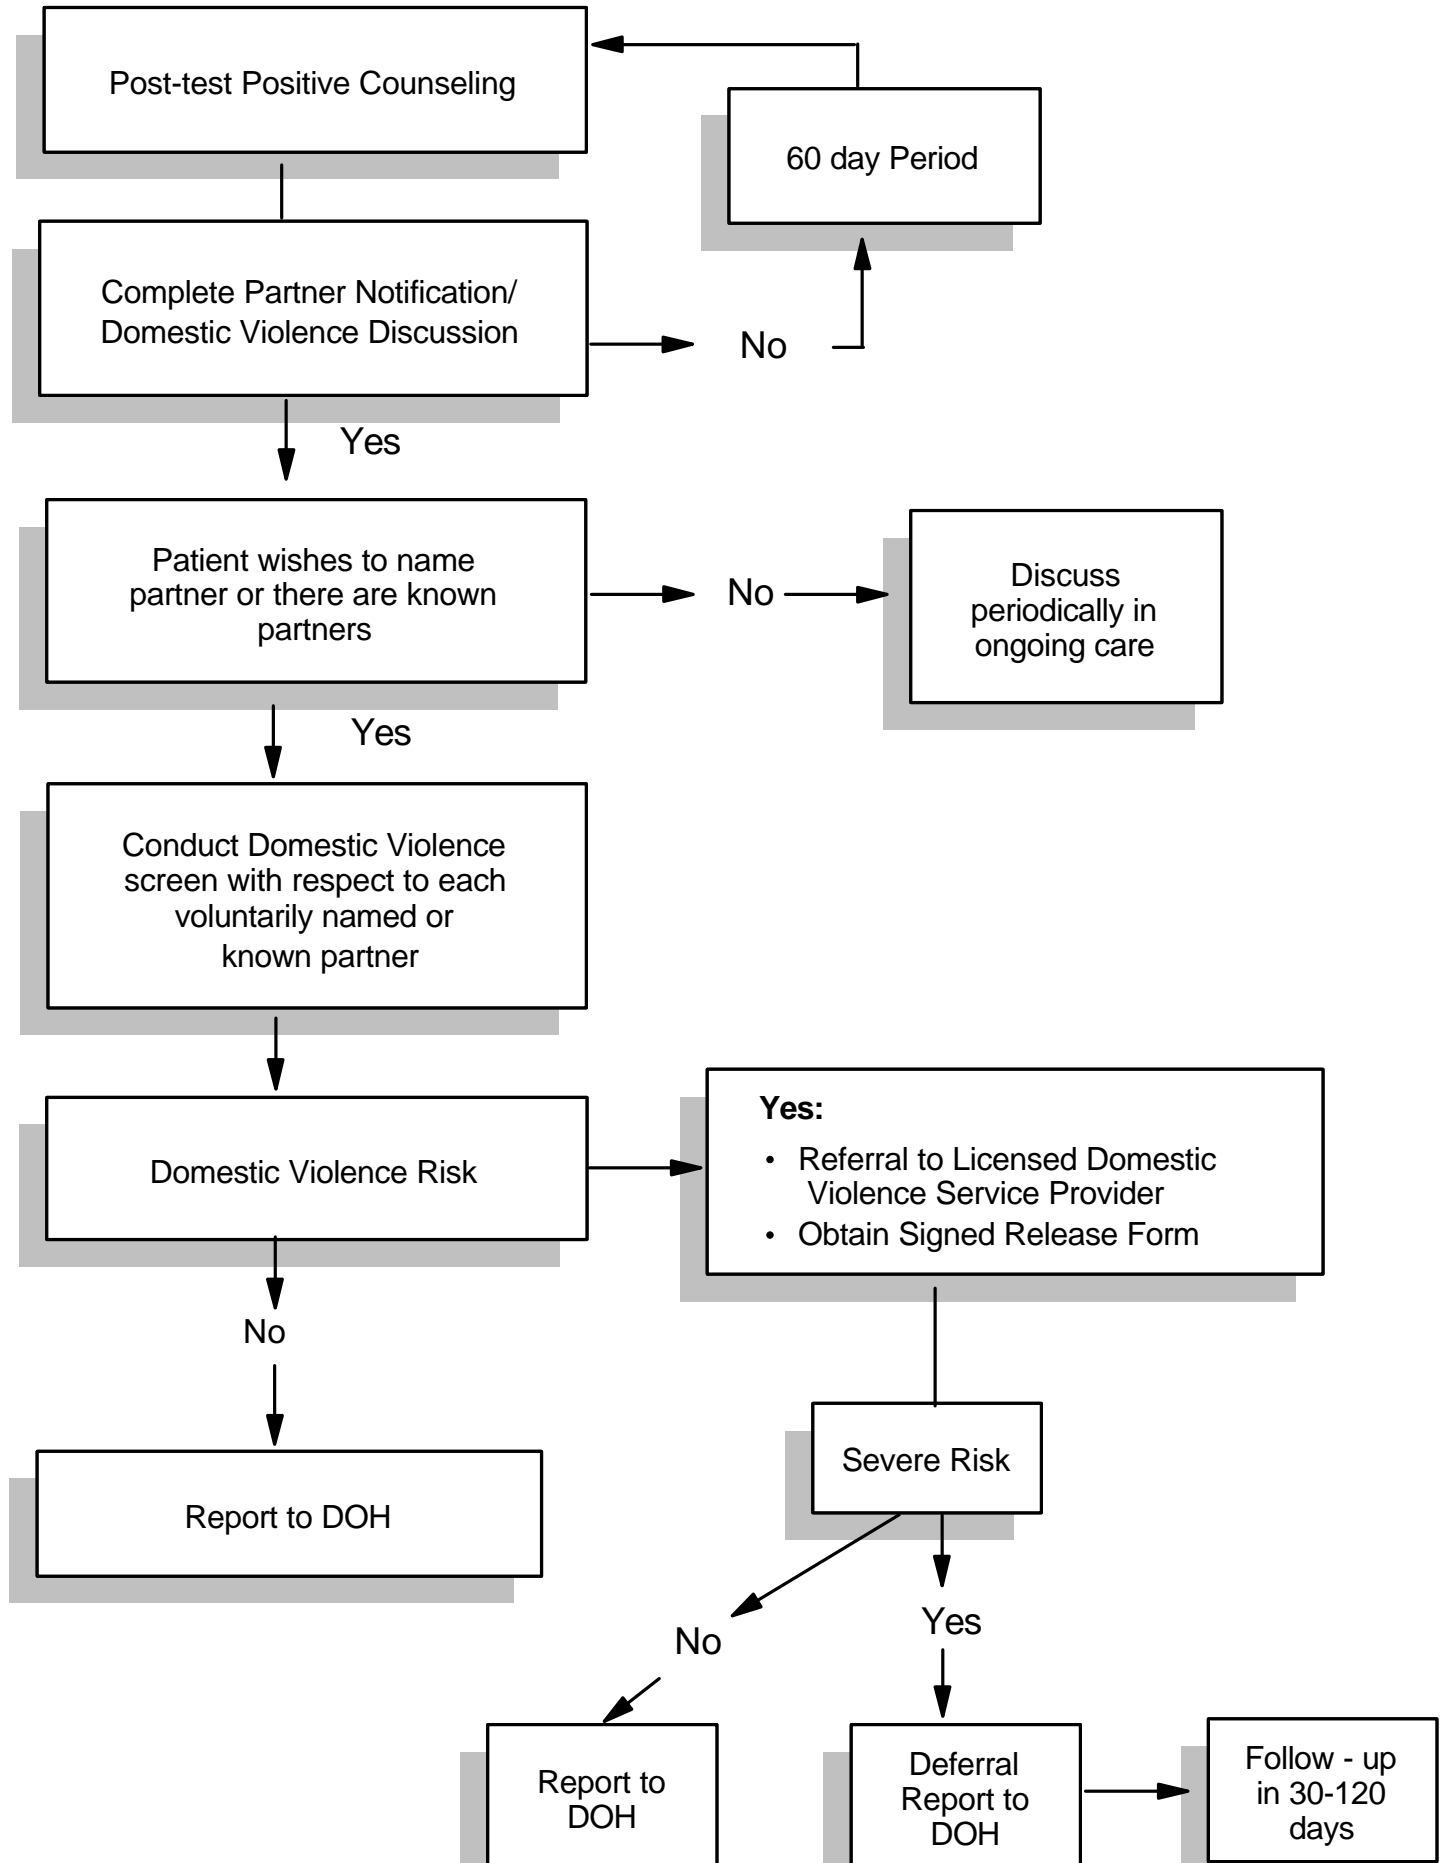 Post-test Positive Counseling
60 day Period
Complete Partner Notification/
Domestic Violence Discussion
No
Yes
Patient wishes to name
partner or there are known
partners
No
Discuss
periodically in
ongoing care
Yes
Conduct Domestic Violence
screen with respect to each
voluntarily named or
known partner
Domestic Violence Risk
Yes:
• Referral to Licensed Domestic
Violence Service Provider
• Obtain Signed Release Form
No
Report to DOH
Severe Risk
No
Yes
Report to
DOH
Deferral
Report to
DOH
Follow - up
in 30-120
days